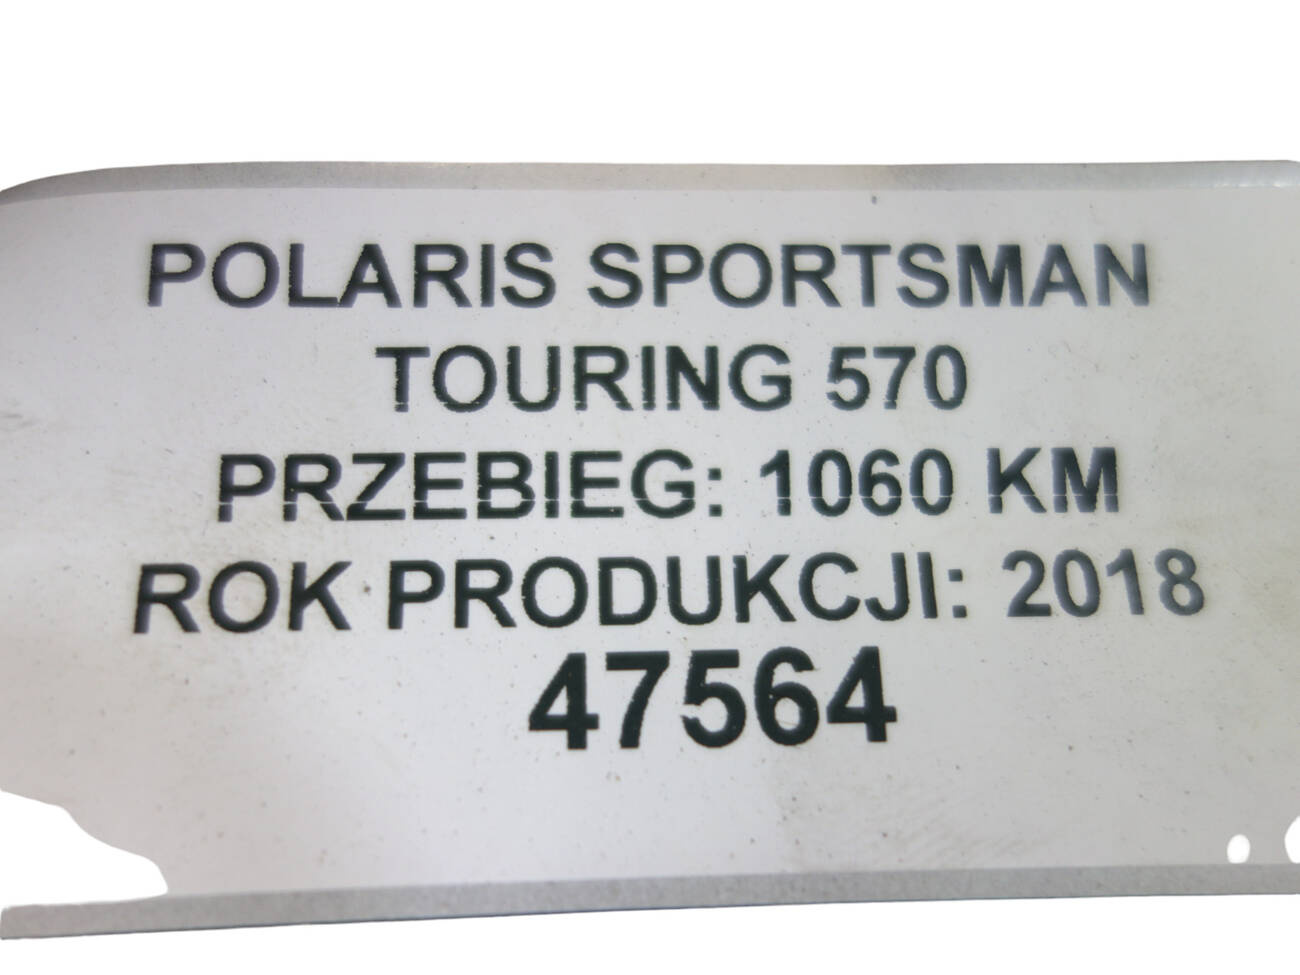 POLARIS SPORTSMAN
TOURING 570
PRZEBIEG: 1060 KM
ROK PRODUKCJI: 2018
47564